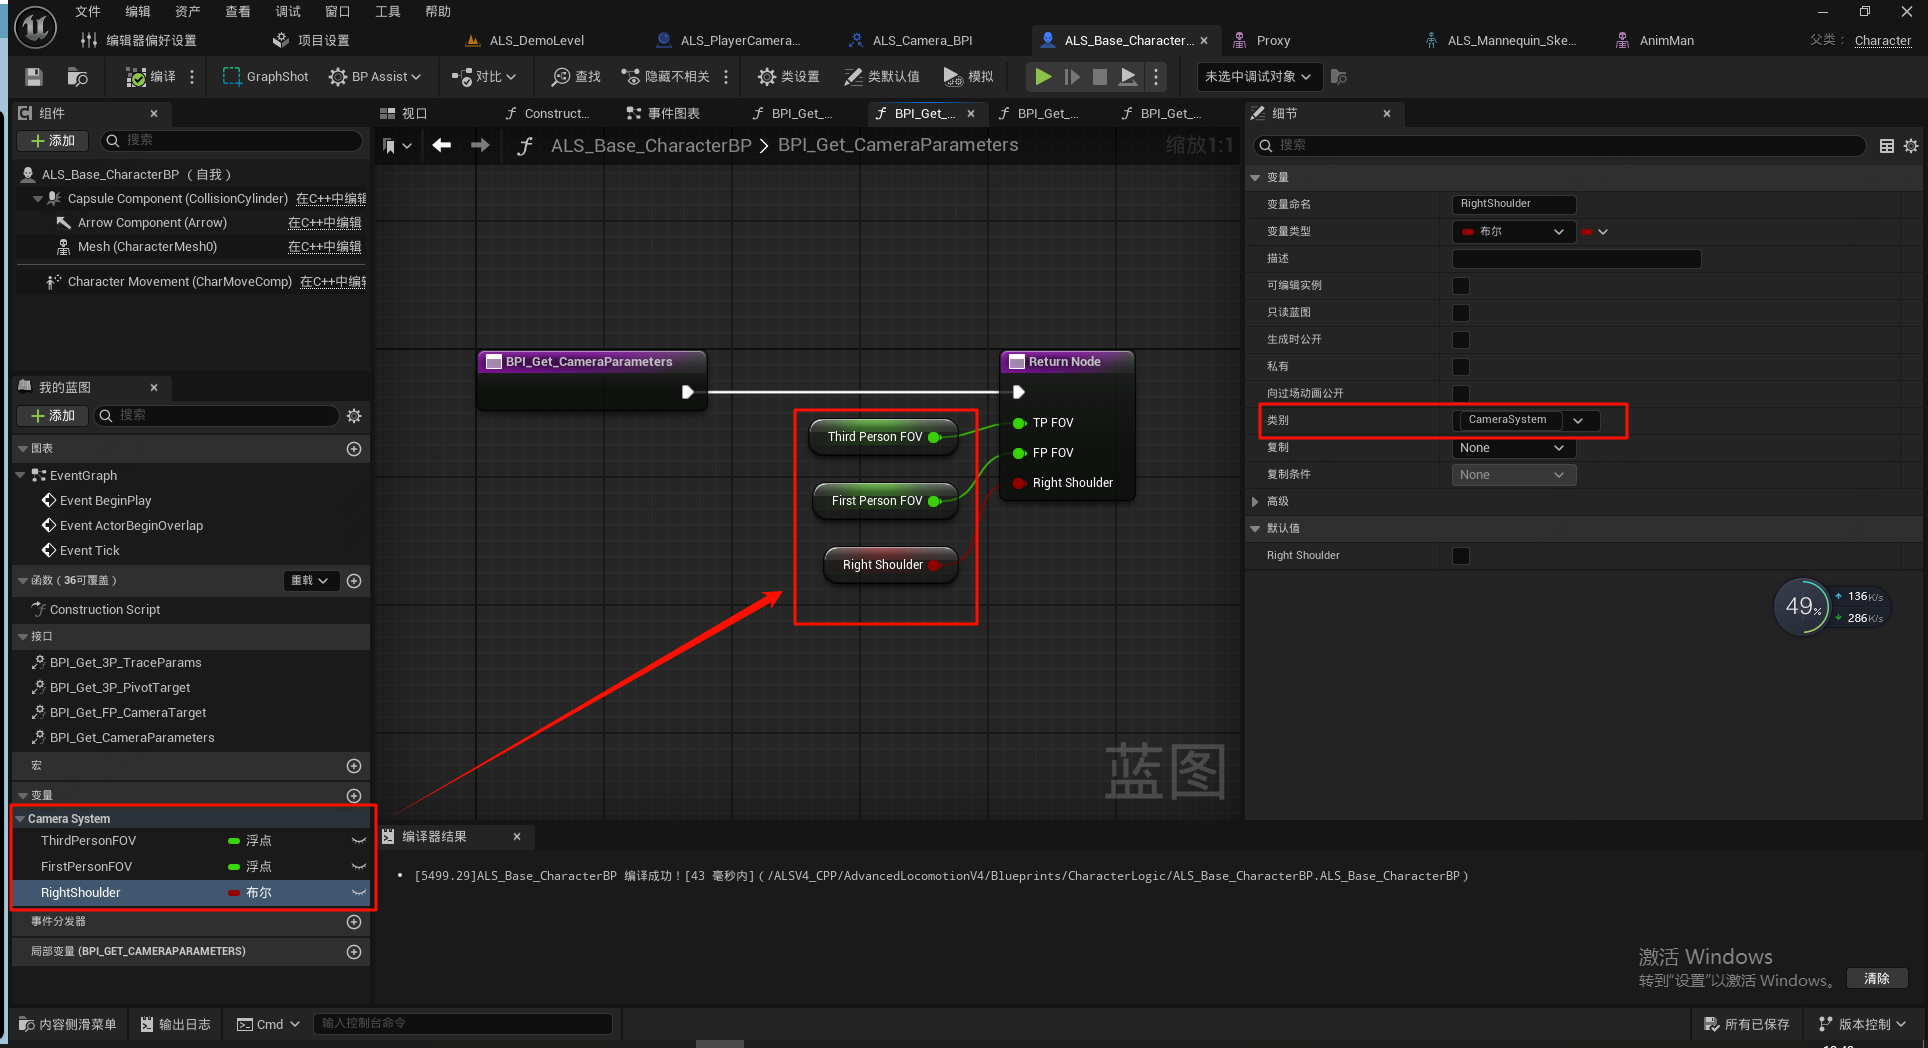 文件 编辑 资产 查看 调试 窗口 工具 帮助
编辑器偏好设置 项目设置 ALS_DemoLevel ALS_PlayerCamera... ALS_Camera_BPI ALS_Base_Character... Proxy ALS_Mannequin_Ske... AnimMan 父类： Character
编译 GraphShot BP Assist 对比 查找 隐藏不相关 类设置 类默认值 模拟 未选中调试对象
组件
添加 搜索
ALS_Base_CharacterBP （自我）
Capsule Component (CollisionCylinder) 在C++中编辑
Arrow Component (Arrow) 在C++中编辑
Mesh (CharacterMesh0) 在C++中编辑
Character Movement (CharMoveComp) 在C++中编辑
我的蓝图
添加 搜索
图表
EventGraph
Event BeginPlay
Event ActorBeginOverlap
Event Tick
函数（36可覆盖） 重载
Construction Script
接口
BPI_Get_3P_TraceParams
BPI_Get_3P_PivotTarget
BPI_Get_FP_CameraTarget
BPI_Get_CameraParameters
宏
变量
Camera System
ThirdPersonFOV 浮点
FirstPersonFOV 浮点
RightShoulder 布尔
事件分发器
局部变量 (BPI_GET_CAMERAPARAMETERS)
视口 Construct... 事件图表 BPI_Get_... BPI_Get_... BPI_Get_... BPI_Get_...
ALS_Base_CharacterBP > BPI_Get_CameraParameters 缩放1:1
BPI_Get_CameraParameters
Return Node
Third Person FOV
TP FOV
FP FOV
First Person FOV
Right Shoulder
Right Shoulder
蓝图
编译器结果
[5499.29]ALS_Base_CharacterBP 编译成功！[43 毫秒内]（/ALSV4_CPP/AdvancedLocomotionV4/Blueprints/CharacterLogic/ALS_Base_CharacterBP.ALS_Base_CharacterBP）
细节
搜索
变量
变量命名 RightShoulder
变量类型 布尔
描述
可编辑实例
只读蓝图
生成时公开
私有
向过场动画公开
类别 CameraSystem
复制 None
复制条件 None
高级
默认值
Right Shoulder
49% 136K/s
286K/s
激活 Windows
转到“设置”以激活 Windows。 清除
内容侧滑菜单 输出日志 Cmd 输入控制台命令 所有已保存 版本控制